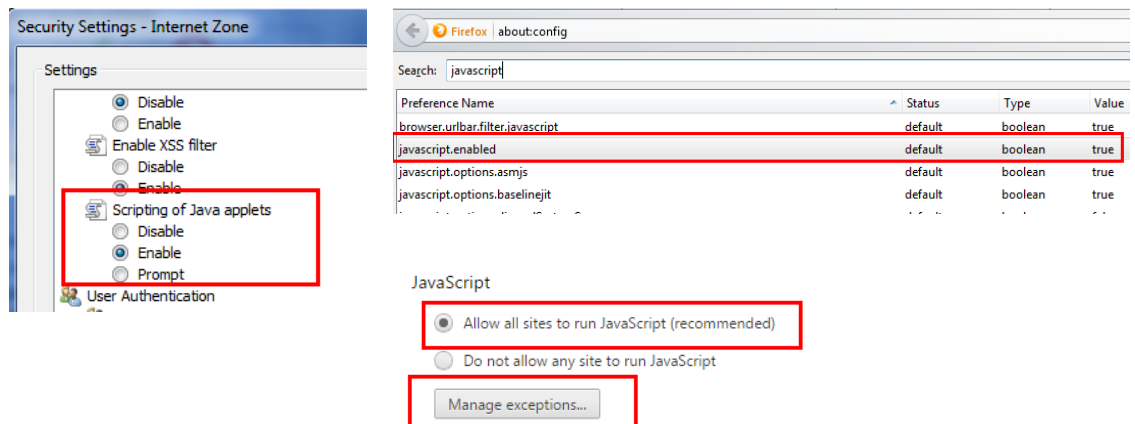 Security Settings - Internet Zone
Settings
Disable
Enable
Enable XSS filter
Disable
Enable
Scripting of Java applets
Disable
Enable
Prompt
User Authentication
Firefox about:config
Search: javascript
Preference Name Status Type Value
browser.urlbar.filter.javascript default boolean true
javascript.enabled default boolean true
javascript.options.asmjs default boolean true
javascript.options.baselinejit default boolean true
JavaScript
Allow all sites to run JavaScript (recommended)
Do not allow any site to run JavaScript
Manage exceptions...